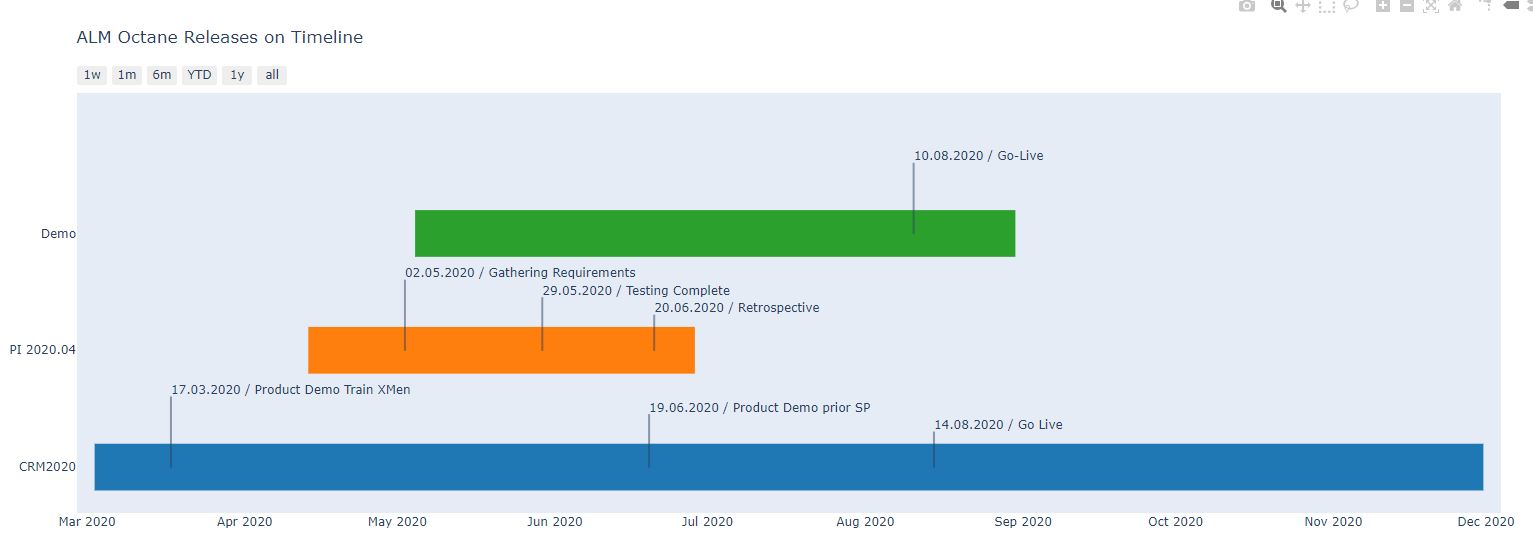 ALM Octane Releases on Timeline
1w 1m 6m YTD 1y all
10.08.2020 / Go-Live
Demo
02.05.2020 / Gathering Requirements
29.05.2020 / Testing Complete
20.06.2020 / Retrospective
PI 2020.04
17.03.2020 / Product Demo Train XMen
19.06.2020 / Product Demo prior SP
14.08.2020 / Go Live
CRM2020
Mar 2020 Apr 2020 May 2020 Jun 2020 Jul 2020 Aug 2020 Sep 2020 Oct 2020 Nov 2020 Dec 2020